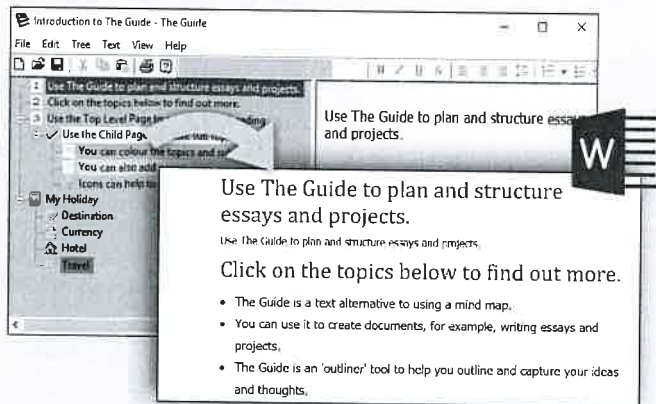 Introduction to The Guide - The Guide
File Edit Tree Text View Help
1 Use The Guide to plan and structure essays and projects.
2 Click on the topics below to find out more.
3 Use the Top Level Page
Use the Child Page
You can colour the topics and
You can also add
Icons can help to
My Holiday
Destination
Currency
Hotel
Travel
Use The Guide to plan and structure essays
and projects.
W
Use The Guide to plan and structure
essays and projects.
Use The Guide to plan and structure essays and projects.
Click on the topics below to find out more.
• The Guide is a text alternative to using a mind map.
• You can use it to create documents, for example, writing essays and
projects.
• The Guide is an 'outliner' tool to help you outline and capture your ideas
and thoughts.